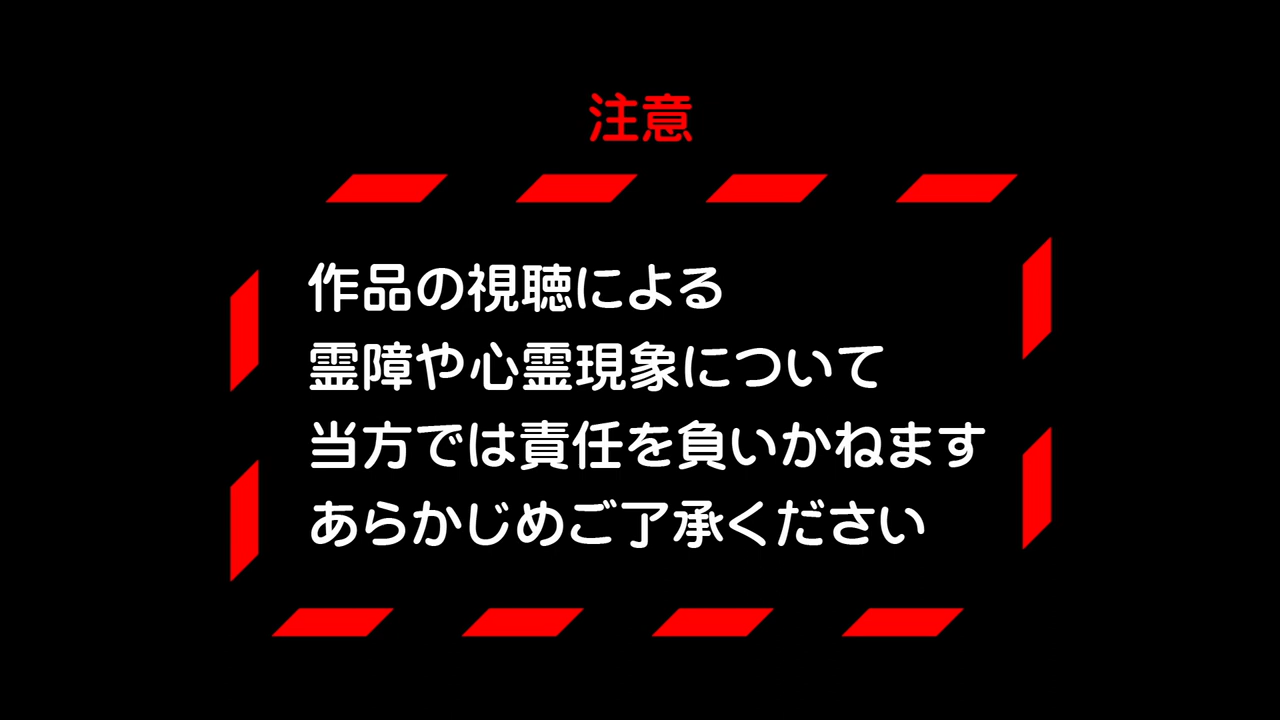 注意
作品の視聴による
霊障や心霊現象について
当方では責任を負いかねます
あらかじめご了承ください